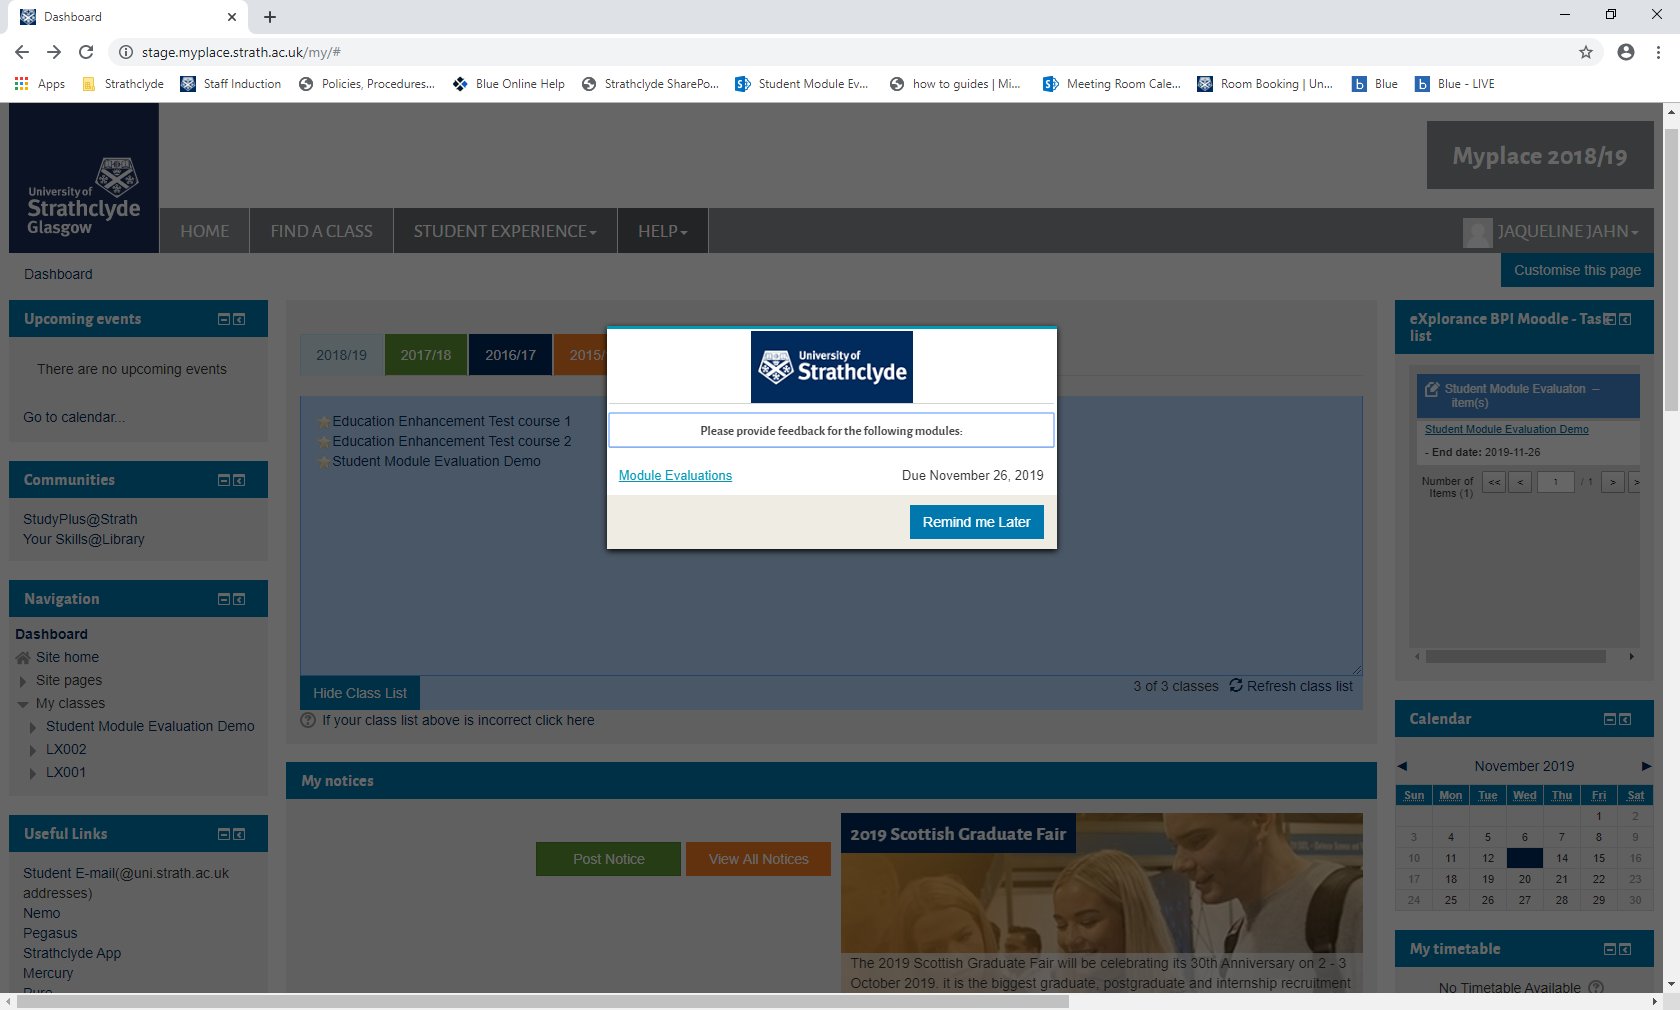 Dashboard
stage.myplace.strath.ac.uk/my/#
Apps
Strathclyde
Staff Induction
Policies, Procedures...
Blue Online Help
Strathclyde SharePo...
Student Module Ev...
how to guides | Mi...
Meeting Room Cale...
Room Booking | Un...
Blue
Blue - LIVE
University of
Strathclyde
Glasgow
Myplace 2018/19
HOME
FIND A CLASS
STUDENT EXPERIENCE
HELP
JAQUELINE JAHN
Dashboard
Customise this page
Upcoming events
There are no upcoming events
Go to calendar...
Communities
StudyPlus@Strath
Your Skills@Library
Navigation
Dashboard
Site home
Site pages
My classes
Student Module Evaluation Demo
LX002
LX001
Useful Links
Student E-mail(@uni.strath.ac.uk
addresses)
Nemo
Pegasus
Strathclyde App
Mercury
Pure
2018/19
2017/18
2016/17
2015/
Education Enhancement Test course 1
Education Enhancement Test course 2
Student Module Evaluation Demo
Hide Class List
3 of 3 classes
Refresh class list
If your class list above is incorrect click here
University of
Strathclyde
Please provide feedback for the following modules:
Module Evaluations
Due November 26, 2019
Remind me Later
My notices
Post Notice
View All Notices
2019 Scottish Graduate Fair
The 2019 Scottish Graduate Fair will be celebrating its 30th Anniversary on 2 - 3
October 2019. It is the biggest graduate, postgraduate and internship recruitment
eXplorance BPI Moodle - Task
list
Student Module Evaluaton –
item(s)
Student Module Evaluation Demo
- End date: 2019-11-26
Number of
Items (1)
<< < 1 / 1 > >
Calendar
November 2019
Sun Mon Tue Wed Thu Fri Sat
1 2
3 4 5 6 7 8 9
10 11 12 14 15 16
17 18 19 20 21 22 23
24 25 26 27 28 29 30
My timetable
No Timetable Available